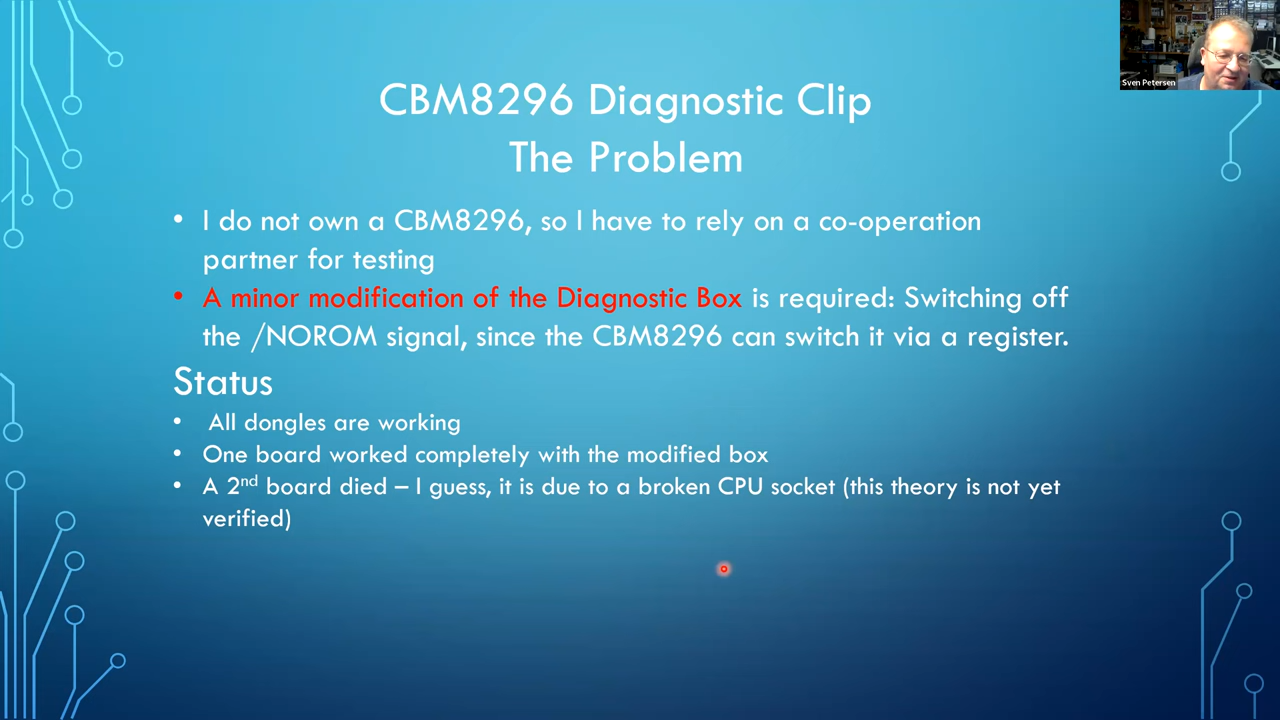 Sven Petersen
CBM8296 Diagnostic Clip
The Problem
• I do not own a CBM8296, so I have to rely on a co-operation
partner for testing
• A minor modification of the Diagnostic Box is required: Switching off
the /NOROM signal, since the CBM8296 can switch it via a register.
Status
• All dongles are working
• One board worked completely with the modified box
• A 2nd board died – I guess, it is due to a broken CPU socket (this theory is not yet
verified)